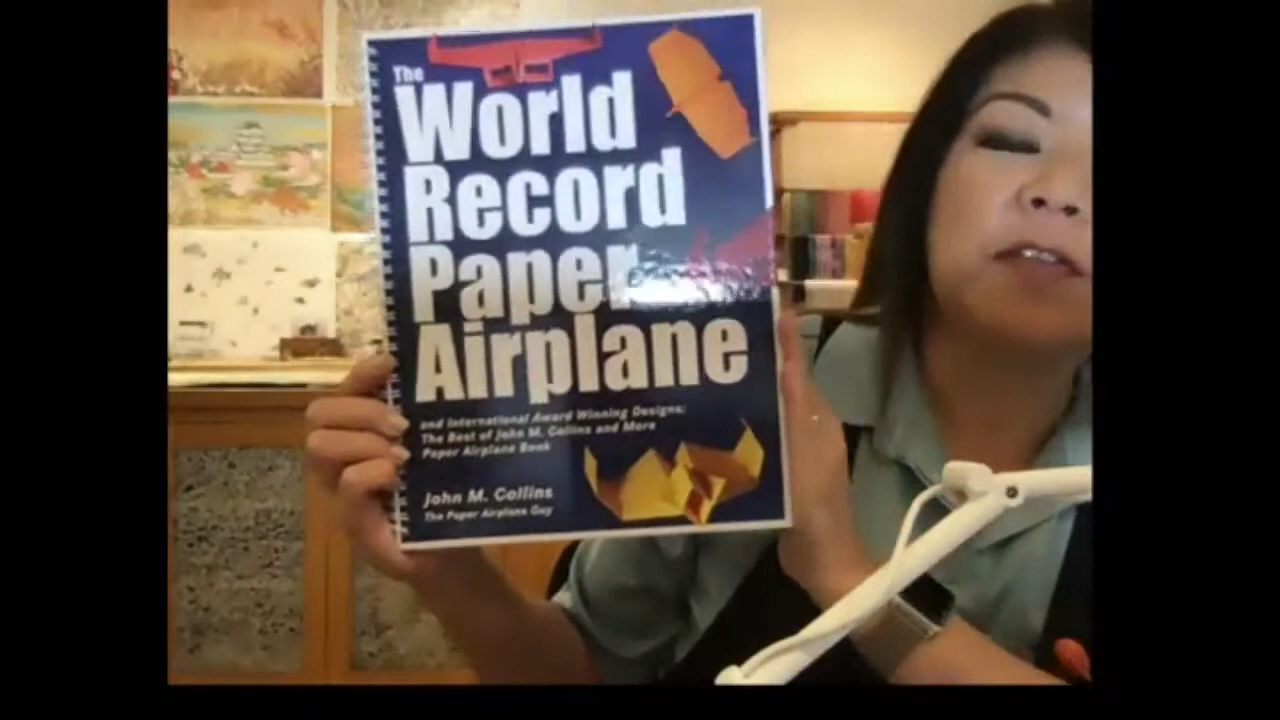 The
World
Record
Paper
Airplane
and International Award Winning Designs:
The Best of John M. Collins and More
Paper Airplane Book
John M. Collins
The Paper Airplane Guy